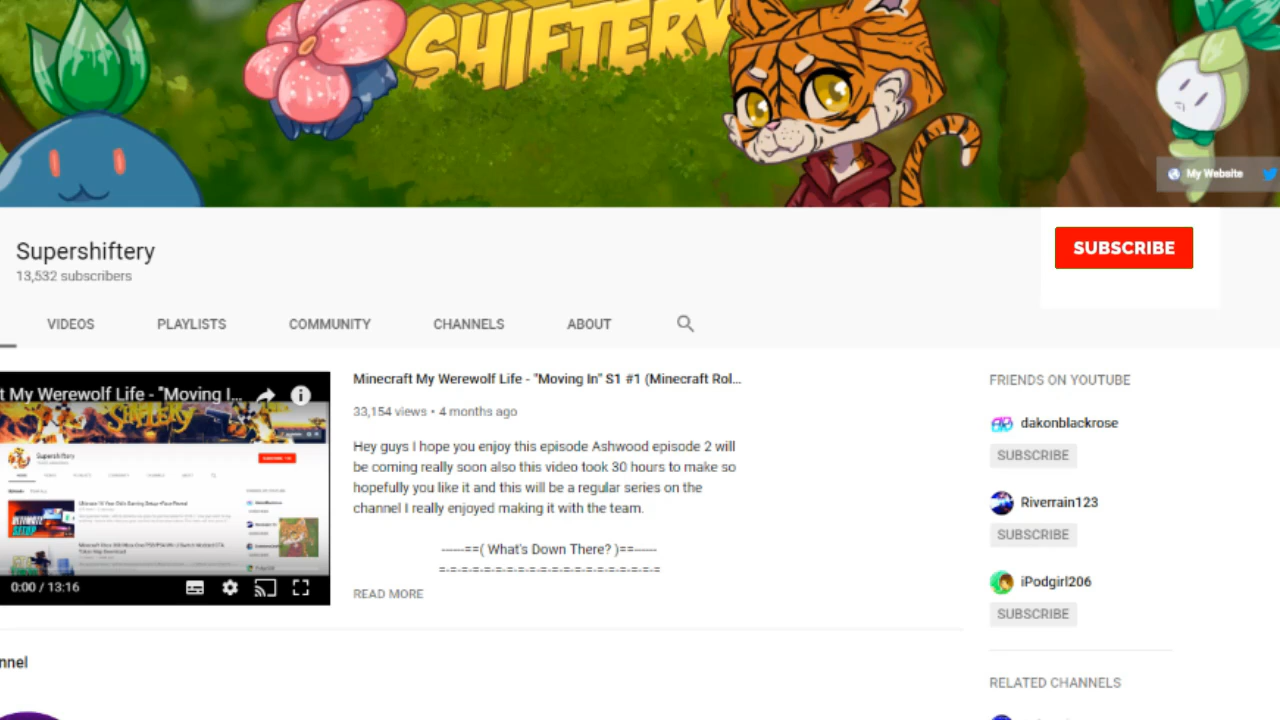 SHIFTERY
My Website
Supershiftery
13,532 subscribers
SUBSCRIBE
VIDEOS PLAYLISTS COMMUNITY CHANNELS ABOUT
t My Werewolf Life - "Moving I...
SHIFTERY
Supershiftery
ULTIMATE
SETUP
0:00 / 13:16
Minecraft My Werewolf Life - "Moving In" S1 #1 (Minecraft Rol...
33,154 views • 4 months ago
Hey guys I hope you enjoy this episode Ashwood episode 2 will
be coming really soon also this video took 30 hours to make so
hopefully you like it and this will be a regular series on the
channel I really enjoyed making it with the team.
-----==( What's Down There? )==-----
=-=-=-=-=-=-=-=-=-=-=-=-=-=-=-=-=-=-=-=
READ MORE
FRIENDS ON YOUTUBE
dakonblackrose
SUBSCRIBE
Riverrain123
SUBSCRIBE
iPodgirl206
SUBSCRIBE
RELATED CHANNELS
nnel